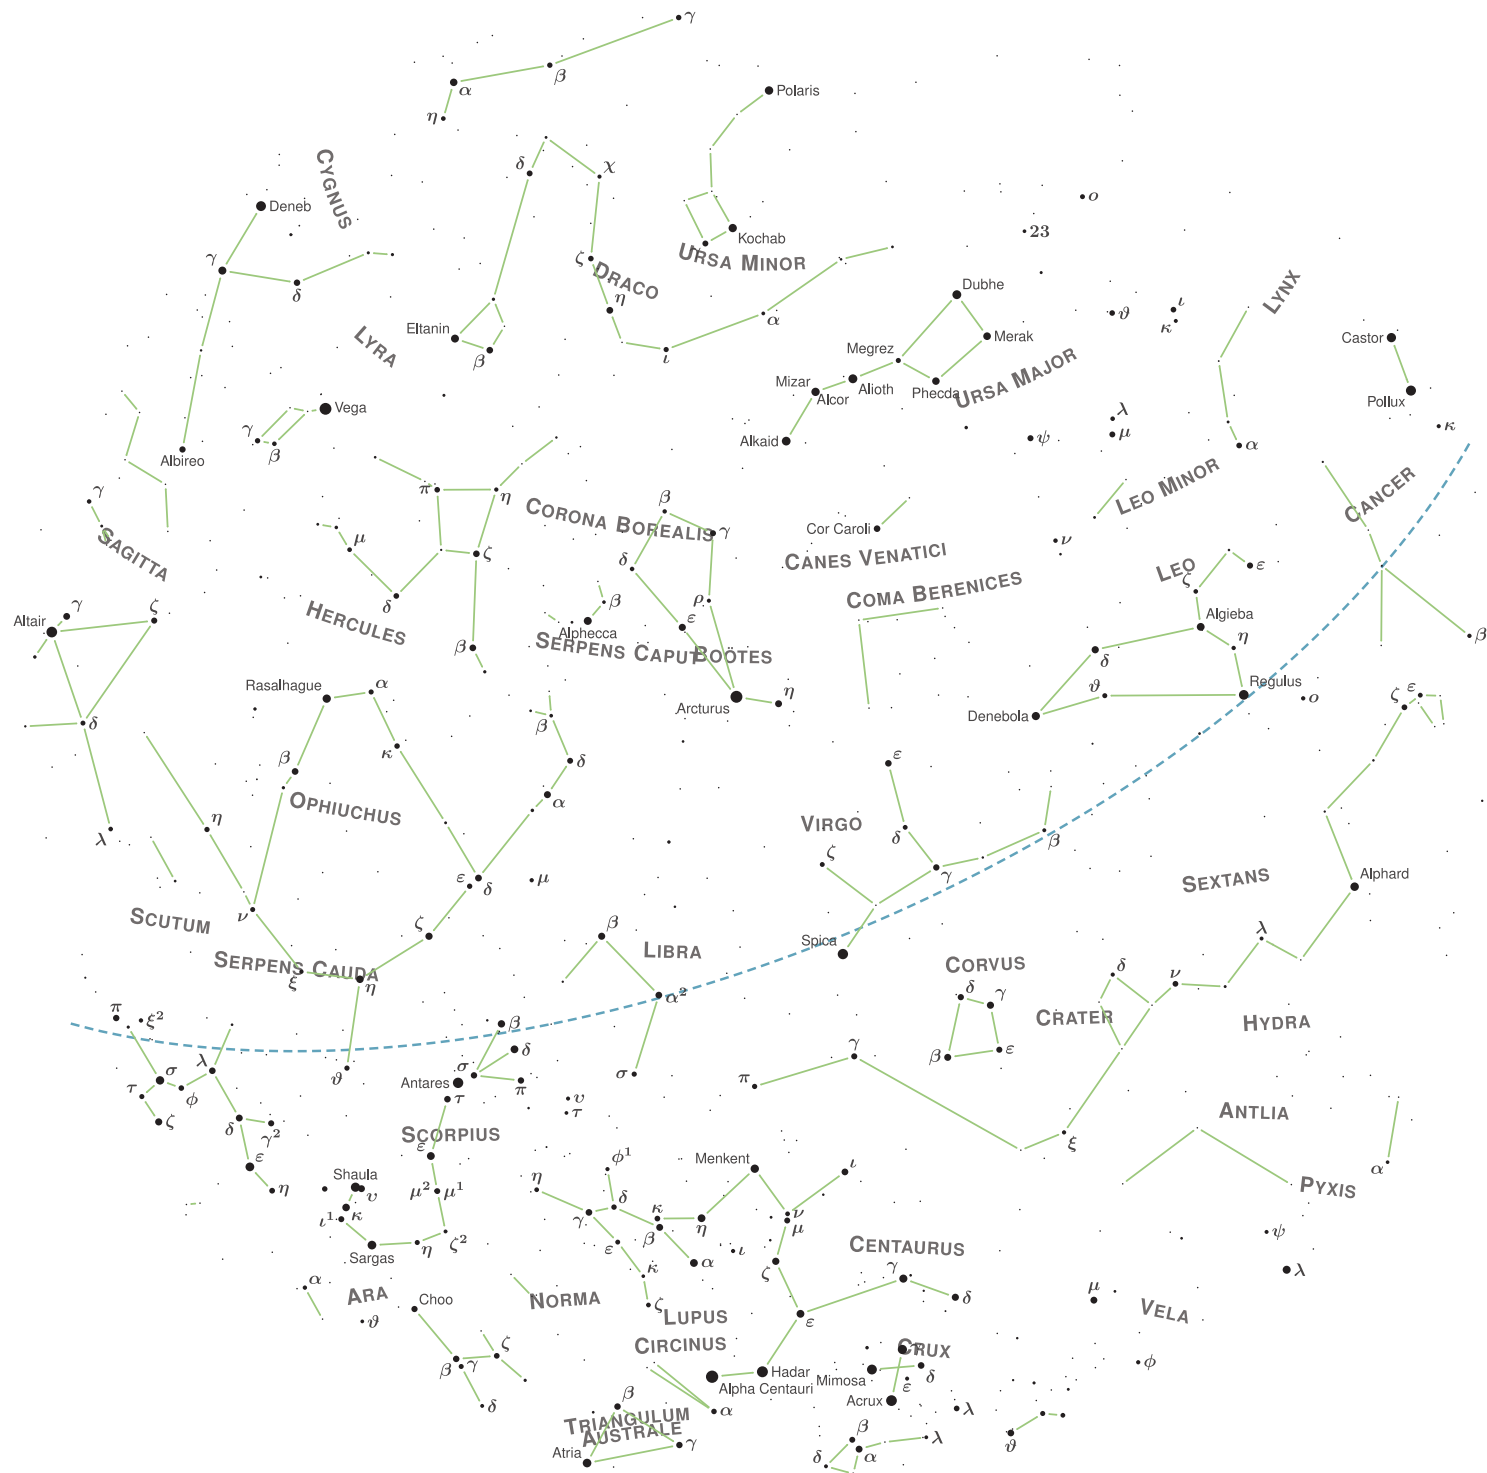 γ
β
α
η
Polaris
δ
χ
CYGNUS
Deneb
ο
Kochab
23
URSA MINOR
γ
ζ
DRACO
δ
η
Dubhe
LYNX
ι
ϑ
κ
α
Eltanin
LYRA
β
ι
Merak
Castor
Megrez
URSA MAJOR
Mizar
Alioth
Phecda
Alcor
Pollux
Vega
λ
κ
γ
β
Alkaid
ψ
μ
α
Albireo
γ
π
η
β
LEO MINOR
CANCER
CORONA BOREALIS
γ
Cor Caroli
SAGITTA
μ
ζ
δ
CANES VENATICI
ν
LEO
ε
ζ
COMA BERENICES
γ
ζ
Altair
HERCULES
δ
β
ρ
ε
Algieba
Alphecca
β
SERPENS CAPUT
BOÖTES
η
δ
β
Rasalhague
α
Regulus
ϑ
ο
ζ
ε
Arcturus
η
Denebola
δ
β
κ
β
δ
ε
OPHIUCHUS
α
VIRGO
η
λ
δ
β
ζ
γ
ε
δ
μ
SEXTANS
Alphard
ν
SCUTUM
ζ
β
LIBRA
Spica
λ
SERPENS CAUDA
ξ
η
CORVUS
δ
ν
δ
γ
α²
π
ξ²
β
CRATER
HYDRA
λ
σ
δ
γ
β
ε
τ
φ
ϑ
Antares
σ
π
τ
σ
π
υ
τ
ζ
δ
γ²
SCORPIUS
ANTLIA
ε
ε
ξ
η
Shaula
υ
μ²
μ¹
φ¹
Menkent
ι
α
PYXIS
η
κ
ι¹
γ
δ
κ
η
ν
μ
β
ψ
Sargas
η
ζ²
ε
ι
α
CENTAURUS
ζ
γ
λ
α
κ
ARA
Choo
NORMA
ζ
LUPUS
δ
μ
VELA
ϑ
ε
CIRCINUS
CRUX
γ
β
γ
ζ
Hadar
Mimosa
δ
φ
Alpha Centauri
ε
Acrux
δ
β
α
λ
TRIANGULUM
AUSTRALE
γ
Atria
β
α
λ
δ
ϑ